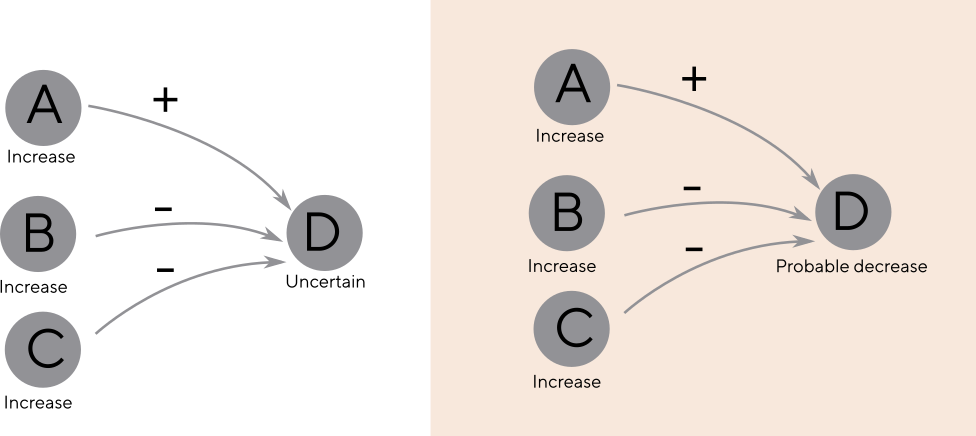 A
+
Increase
B
-
Increase
C
-
Increase
D
Uncertain
A
+
Increase
B
-
Increase
C
-
Increase
D
Probable decrease